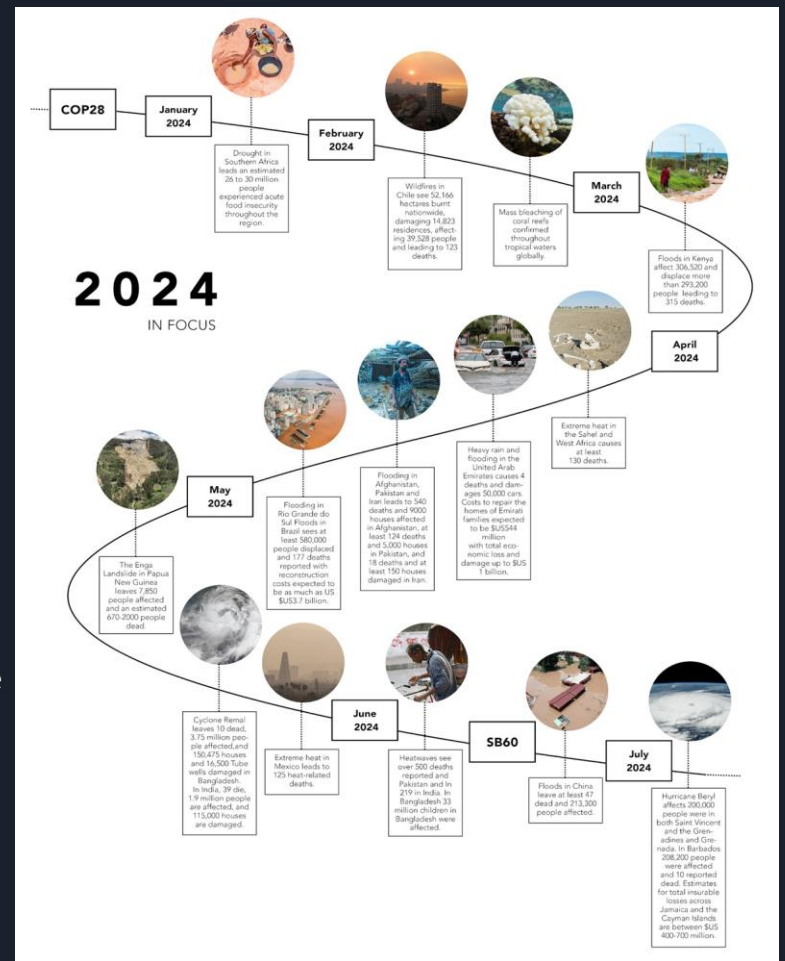 COP28
January
2024
Drought in
Southern Africa
leads an estimated
26 to 30 million
people
experienced acute
food insecurity
throughout the
region.
February
2024
Wildfires in
Chile see 52,166
hectares burnt
nationwide,
damaging 14,823
residences, affect-
ing 39,528 people
and leading to 123
deaths.
Mass bleaching of
coral reefs
confirmed
throughout
tropical waters
globally.
March
2024
Floods in Kenya
affect 306,520 and
displace more
than 293,200
people leading to
315 deaths.
2024
IN FOCUS
April
2024
Extreme heat in
the Sahel and
West Africa causes
at least
130 deaths.
Heavy rain and
flooding in the
United Arab
Emirates causes 4
deaths and dam-
ages 50,000 cars.
Costs to repair the
homes of Emirati
families expected
to be $US544
million
with total eco-
nomic loss and
damage up to $US
1 billion.
Flooding in
Afghanistan,
Pakistan and
Iran leads to 540
deaths and 9000
houses affected
in Afghanistan, at
least 124 deaths
and 5,000 houses
in Pakistan, and
18 deaths and at
least 150 houses
damaged in Iran.
Flooding in
Rio Grande do
Sul Floods in
Brazil sees at
least 580,000
people displaced
and 177 deaths
reported with
reconstruction
costs expected to
be as much as US
$US3.7 billion.
May
2024
The Enga
Landslide in Papua
New Guinea
leaves 7,850
people affected
and an estimated
670-2000 people
dead.
Cyclone Remal
leaves 10 dead,
3.75 million peo-
ple affected,and
150,475 houses
and 16,500 Tube
wells damaged in
Bangladesh.
In India, 39 die,
1.9 million people
are affected, and
115,000 houses
are damaged.
Extreme heat in
Mexico leads to
125 heat-related
deaths.
June
2024
Heatwaves see
over 500 deaths
reported and
Pakistan and In
219 in India. In
Bangladesh 33
million children in
Bangladesh were
affected.
SB60
Floods in China
leave at least 47
dead and 213,300
people affected.
July
2024
Hurricane Beryl
affects 200,000
people were in
both Saint Vincent
and the Gren-
adines and Gre-
nada. In Barbados
208,200 people
were affected
and 10 reported
dead. Estimates
for total insurable
losses across
Jamaica and the
Cayman Islands
are between $US
400-700 million.